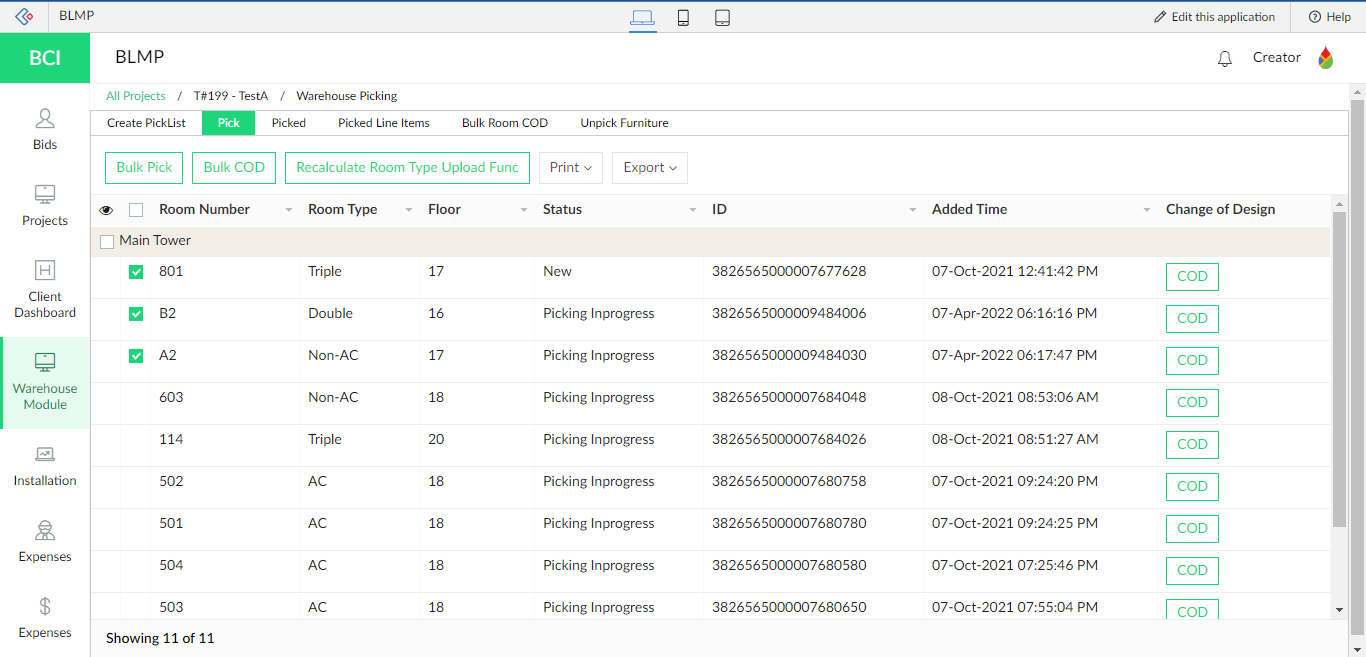 BLMP
Edit this application
Help
BCI
BLMP
Creator
All Projects / T#199 - TestA / Warehouse Picking
Create PickList Pick Picked Picked Line Items Bulk Room COD Unpick Furniture
Bulk Pick Bulk COD Recalculate Room Type Upload Func Print Export
Bids
Projects
Client
Dashboard
Warehouse
Module
Installation
Expenses
Expenses
Room Number Room Type Floor Status ID Added Time Change of Design
Main Tower
801 Triple 17 New 3826565000007677628 07-Oct-2021 12:41:42 PM COD
B2 Double 16 Picking Inprogress 3826565000009484006 07-Apr-2022 06:16:16 PM COD
A2 Non-AC 17 Picking Inprogress 3826565000009484030 07-Apr-2022 06:17:47 PM COD
603 Non-AC 18 Picking Inprogress 3826565000007684048 08-Oct-2021 08:53:06 AM COD
114 Triple 20 Picking Inprogress 3826565000007684026 08-Oct-2021 08:51:27 AM COD
502 AC 18 Picking Inprogress 3826565000007680758 07-Oct-2021 09:24:20 PM COD
501 AC 18 Picking Inprogress 3826565000007680780 07-Oct-2021 09:24:25 PM COD
504 AC 18 Picking Inprogress 3826565000007680580 07-Oct-2021 07:25:46 PM COD
503 AC 18 Picking Inprogress 3826565000007680650 07-Oct-2021 07:55:04 PM COD
Showing 11 of 11